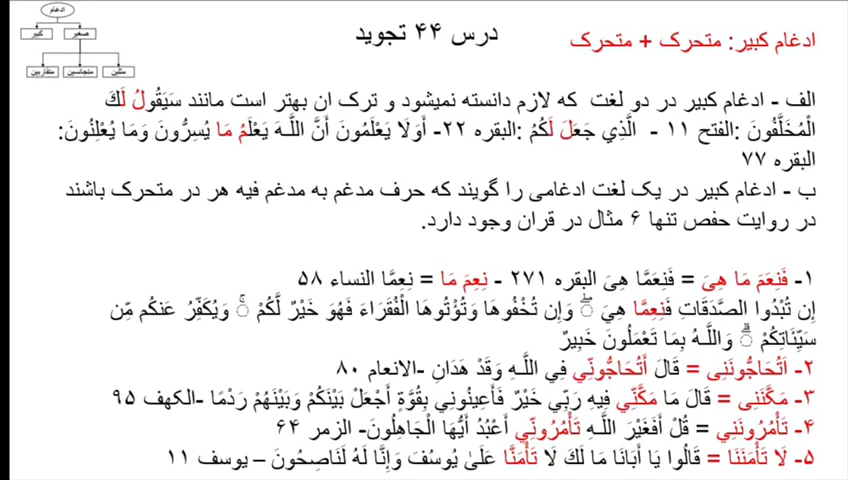 ادغام
صغیر
کبیر
مثلین
متجانسین
متقاربین
درس ۴۴ تجوید
ادغام کبیر: متحرک + متحرک
الف - ادغام کبیر در دو لغت که لازم دانسته نمیشود و ترک ان بهتر است مانند سَيَقُولُ لَكَ
الْمُخَلَّفُونَ :الفتح ۱۱ - الَّذِي جَعَلَ لَكُمُ :البقره ۲۲- أَوَلَا يَعْلَمُونَ أَنَّ اللَّـهَ يَعْلَمُ مَا يُسِرُّونَ وَمَا يُعْلِنُونَ:
البقره ۷۷
ب - ادغام کبیر در یک لغت ادغامی را گویند که حرف مدغم به مدغم فیه هر در متحرک باشند
در روایت حفص تنها ۶ مثال در قران وجود دارد.
۱- فَنِعَمَ مَا هِیَ = فَنِعَمَّا هِیَ البقره ۲۷۱ - نِعِمَ مَا = نِعِمَّا النساء ۵۸
إِن تُبْدُوا الصَّدَقَاتِ فَنِعِمَّا هِيَ ۖ وَإِن تُخْفُوهَا وَتُؤْتُوهَا الْفُقَرَاءَ فَهُوَ خَيْرٌ لَّكُمْ ۚ وَيُكَفِّرُ عَنكُم مِّن
سَيِّئَاتِكُمْ ۗ وَاللَّـهُ بِمَا تَعْمَلُونَ خَبِيرٌ
۲- اَتُحَاجُّونَنِی = قَالَ أَتُحَاجُّونِّي فِي اللَّـهِ وَقَدْ هَدَانِ -الانعام ۸۰
۳- مَکَّنَنِی = قَالَ مَا مَكَّنِّي فِيهِ رَبِّي خَيْرٌ فَأَعِينُونِي بِقُوَّةٍ أَجْعَلْ بَيْنَكُمْ وَبَيْنَهُمْ رَدْمًا -الکهف ۹۵
۴- تَأْمُرُونَنِي = قُلْ أَفَغَيْرَ اللَّـهِ تَأْمُرُونِّي أَعْبُدُ أَيُّهَا الْجَاهِلُونَ- الزمر ۶۴
۵- لَا تَأْمَنَنَا = قَالُوا يَا أَبَانَا مَا لَكَ لَا تَأْمَنَّا عَلَىٰ يُوسُفَ وَإِنَّا لَهُ لَنَاصِحُونَ – یوسف ۱۱